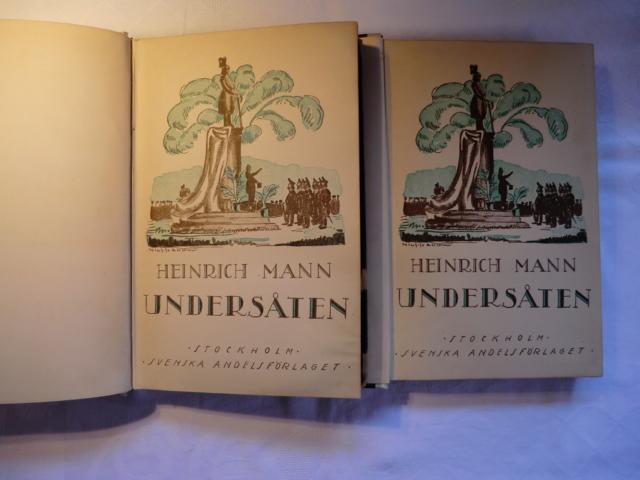 HEINRICH MANN
UNDERSÅTEN
· STOCKHOLM ·
· SVENSKA ANDELSFÖRLAGET ·
HEINRICH MANN
UNDERSÅTEN
· STOCKHOLM ·
· SVENSKA ANDELSFÖRLAGET ·